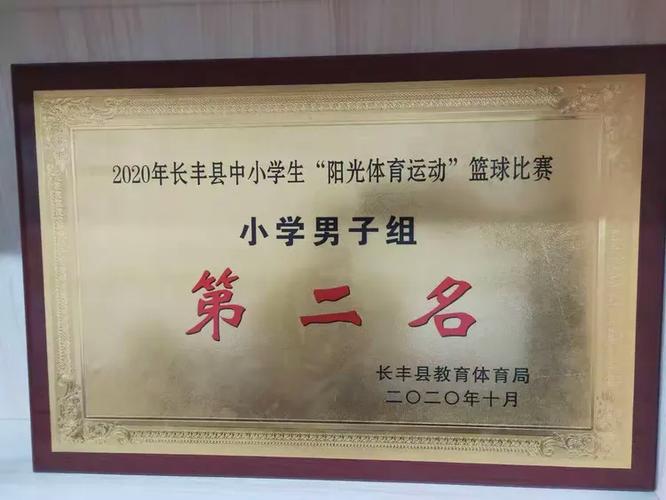 2020年长丰县中小学生“阳光体育运动”篮球比赛
小学男子组
第二名
长丰县教育体育局
二〇二〇年十月